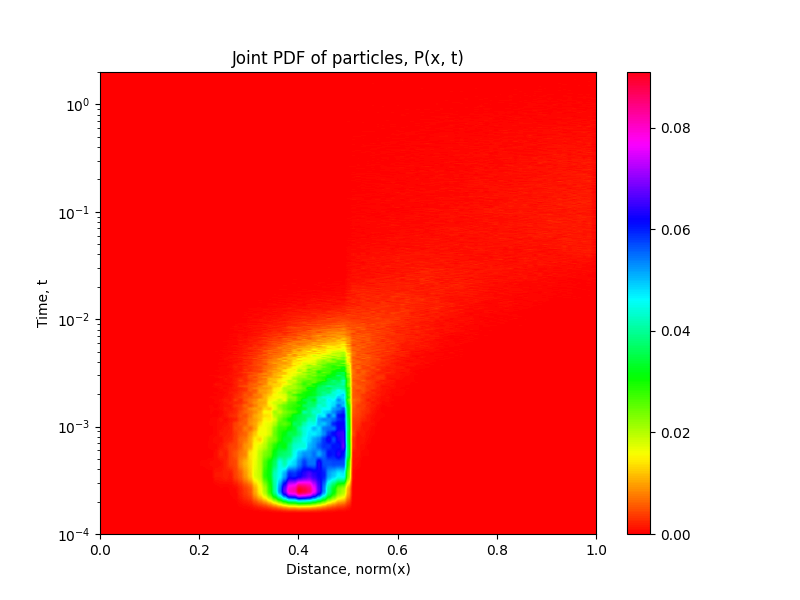 Joint PDF of particles, P(x, t)
10⁰
10⁻¹
10⁻²
10⁻³
10⁻⁴
Time, t
0.0 0.2 0.4 0.6 0.8 1.0
Distance, norm(x)
0.08
0.06
0.04
0.02
0.00